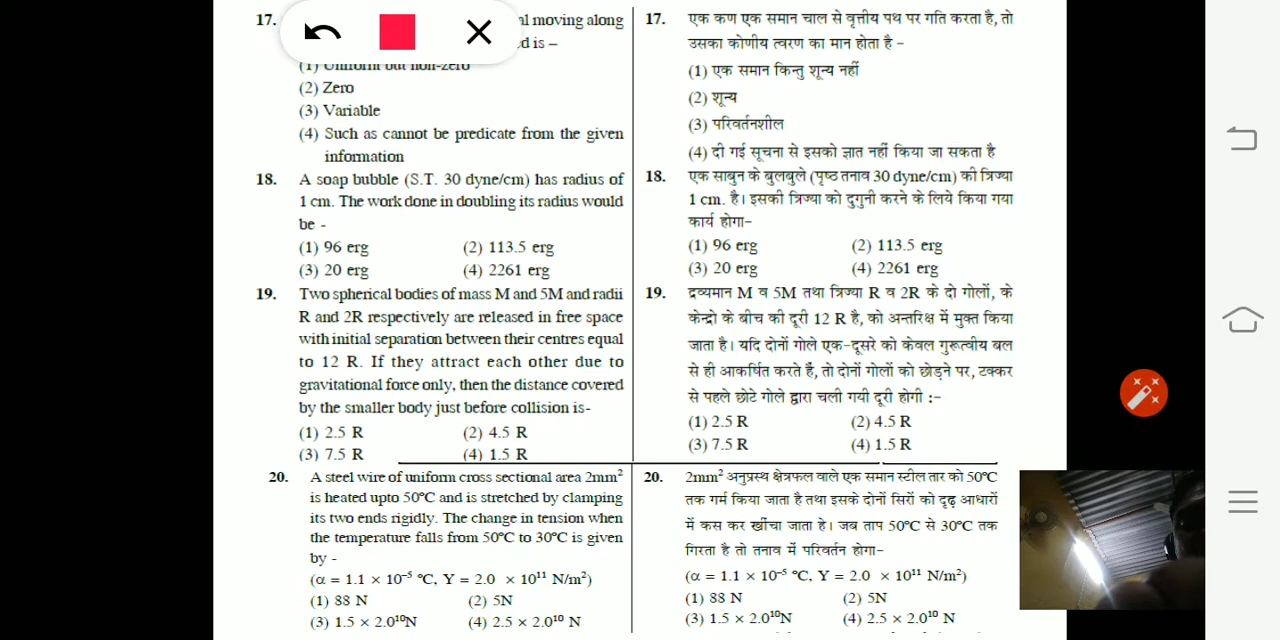 17.
al moving along
d is –
(1) Uniform but non-zero
(2) Zero
(3) Variable
(4) Such as cannot be predicate from the given
information
18. A soap bubble (S.T. 30 dyne/cm) has radius of
1 cm. The work done in doubling its radius would
be -
(1) 96 erg (2) 113.5 erg
(3) 20 erg (4) 2261 erg
19. Two spherical bodies of mass M and 5M and radii
R and 2R respectively are released in free space
with initial separation between their centres equal
to 12 R. If they attract each other due to
gravitational force only, then the distance covered
by the smaller body just before collision is-
(1) 2.5 R (2) 4.5 R
(3) 7.5 R (4) 1.5 R
20. A steel wire of uniform cross sectional area 2mm²
is heated upto 50°C and is stretched by clamping
its two ends rigidly. The change in tension when
the temperature falls from 50°C to 30°C is given
by -
(α = 1.1 × 10⁻⁵ °C, Y = 2.0 × 10¹¹ N/m²)
(1) 88 N (2) 5N
(3) 1.5 × 2.0¹⁰N (4) 2.5 × 2.0¹⁰ N
17. एक कण एक समान चाल से वृत्तीय पथ पर गति करता है, तो
उसका कोणीय त्वरण का मान होता है –
(1) एक समान किन्तु शून्य नहीं
(2) शून्य
(3) परिवर्तनशील
(4) दी गई सूचना से इसको ज्ञात नहीं किया जा सकता है
18. एक साबुन के बुलबुले (पृष्ठ तनाव 30 dyne/cm) की त्रिज्या
1 cm. है। इसकी त्रिज्या को दुगुनी करने के लिये किया गया
कार्य होगा–
(1) 96 erg (2) 113.5 erg
(3) 20 erg (4) 2261 erg
19. द्रव्यमान M व 5M तथा त्रिज्या R व 2R के दो गोलों, के
केन्द्रो के बीच की दूरी 12 R है, को अन्तरिक्ष में मुक्त किया
जाता है। यदि दोनों गोले एक-दूसरे को केवल गुरूत्वीय बल
से ही आकर्षित करते हैं, तो दोनों गोलों को छोड़ने पर, टक्कर
से पहले छोटे गोले द्वारा चली गयी दूरी होगी :-
(1) 2.5 R (2) 4.5 R
(3) 7.5 R (4) 1.5 R
20. 2mm² अनुप्रस्थ क्षेत्रफल वाले एक समान स्टील तार को 50°C
तक गर्म किया जाता है तथा इसके दोनों सिरों को दृढ़ आधारों
में कस कर खींचा जाता हे। जब ताप 50°C से 30°C तक
गिरता है तो तनाव में परिवर्तन होगा–
(α = 1.1 × 10⁻⁵ °C, Y = 2.0 × 10¹¹ N/m²)
(1) 88 N (2) 5N
(3) 1.5 × 2.0¹⁰N (4) 2.5 × 2.0¹⁰ N